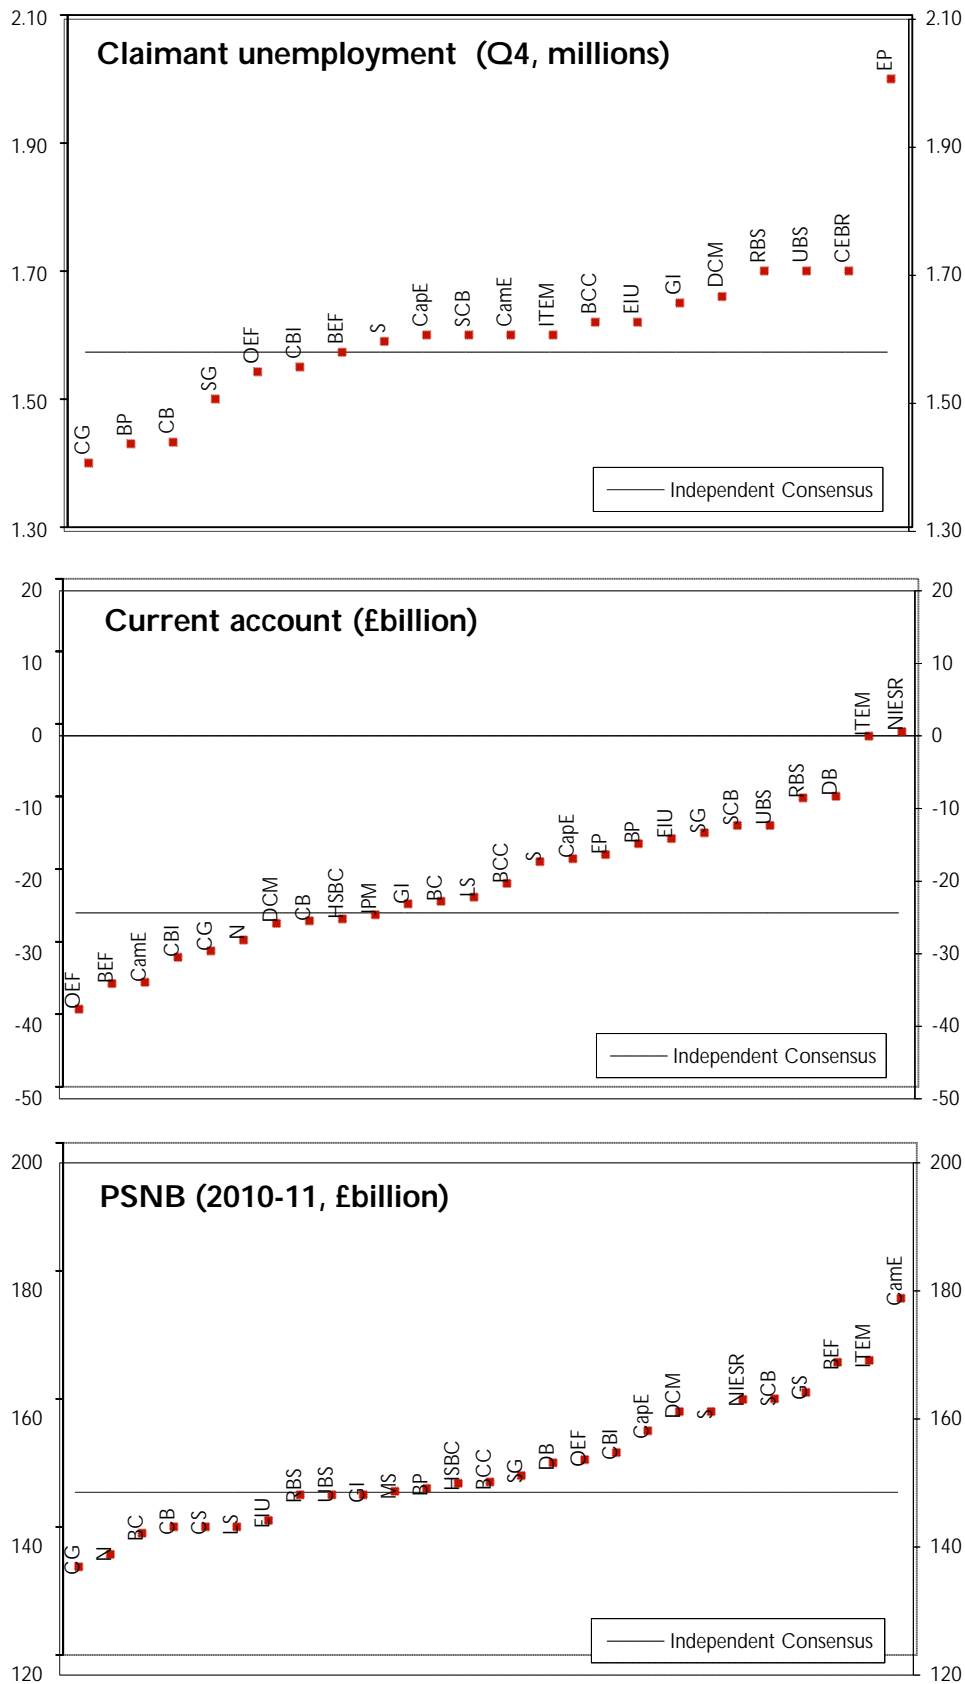 2.10 2.10
Claimant unemployment (Q4, millions)
EP
1.90 1.90
CEBR
UBS
RBS
DCM
1.70 1.70
GI
EIU
BCC
ITEM
CamE
SCB
CapE
S
BEF
CBI
OEF
SG
1.50 1.50
CB
BP
CG
Independent Consensus
1.30 1.30
20 20
Current account (£billion)
10 10
NIESR
ITEM
0 0
DB
RBS
-10 -10
UBS
SCB
SG
EIU
BP
EP
CapE
S
-20 -20
BCC
LS
BC
GI
JPM
HSBC
CB
DCM
N
CG
CBI
-30 -30
CamE
BEF
OEF
-40 -40
Independent Consensus
-50 -50
200 200
PSNB (2010-11, £billion)
180 180
CamE
ITEM
BEF
GS
SCB
NIESR
S
DCM
160 160
CapE
CBI
OEF
DB
SG
BCC
HSBC
BP
MS
GI
UBS
RBS
EIU
LS
CS
CB
BC
140 140
N
CG
Independent Consensus
120 120